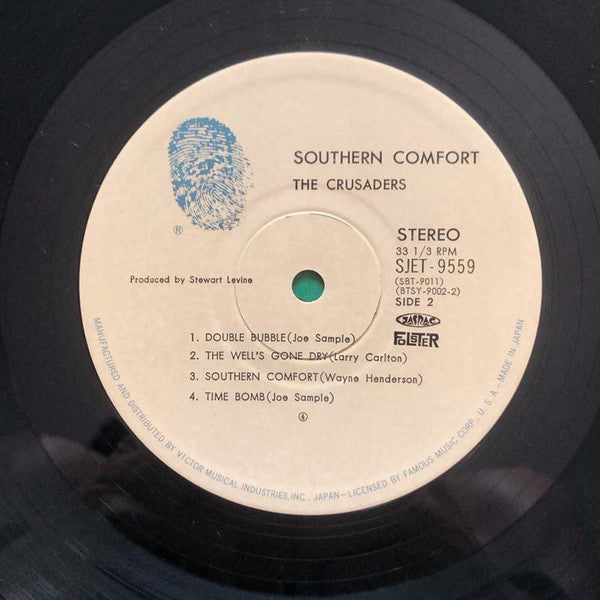 SOUTHERN COMFORT
THE CRUSADERS
®
STEREO
33 1/3 RPM
SJET-9559
(SBT-9011)
(BTSY-9002-2)
SIDE 2
Produced by Stewart Levine
JASRAC
POLSTER
1. DOUBLE BUBBLE(Joe Sample)
2. THE WELL'S GONE DRY(Larry Carlton)
3. SOUTHERN COMFORT(Wayne Henderson)
4. TIME BOMB(Joe Sample)
MANUFACTURED AND DISTRIBUTED BY VICTOR MUSICAL INDUSTRIES, INC., JAPAN-LICENSED BY FAMOUS MUSIC CORP., U.S.A.-MADE IN JAPAN